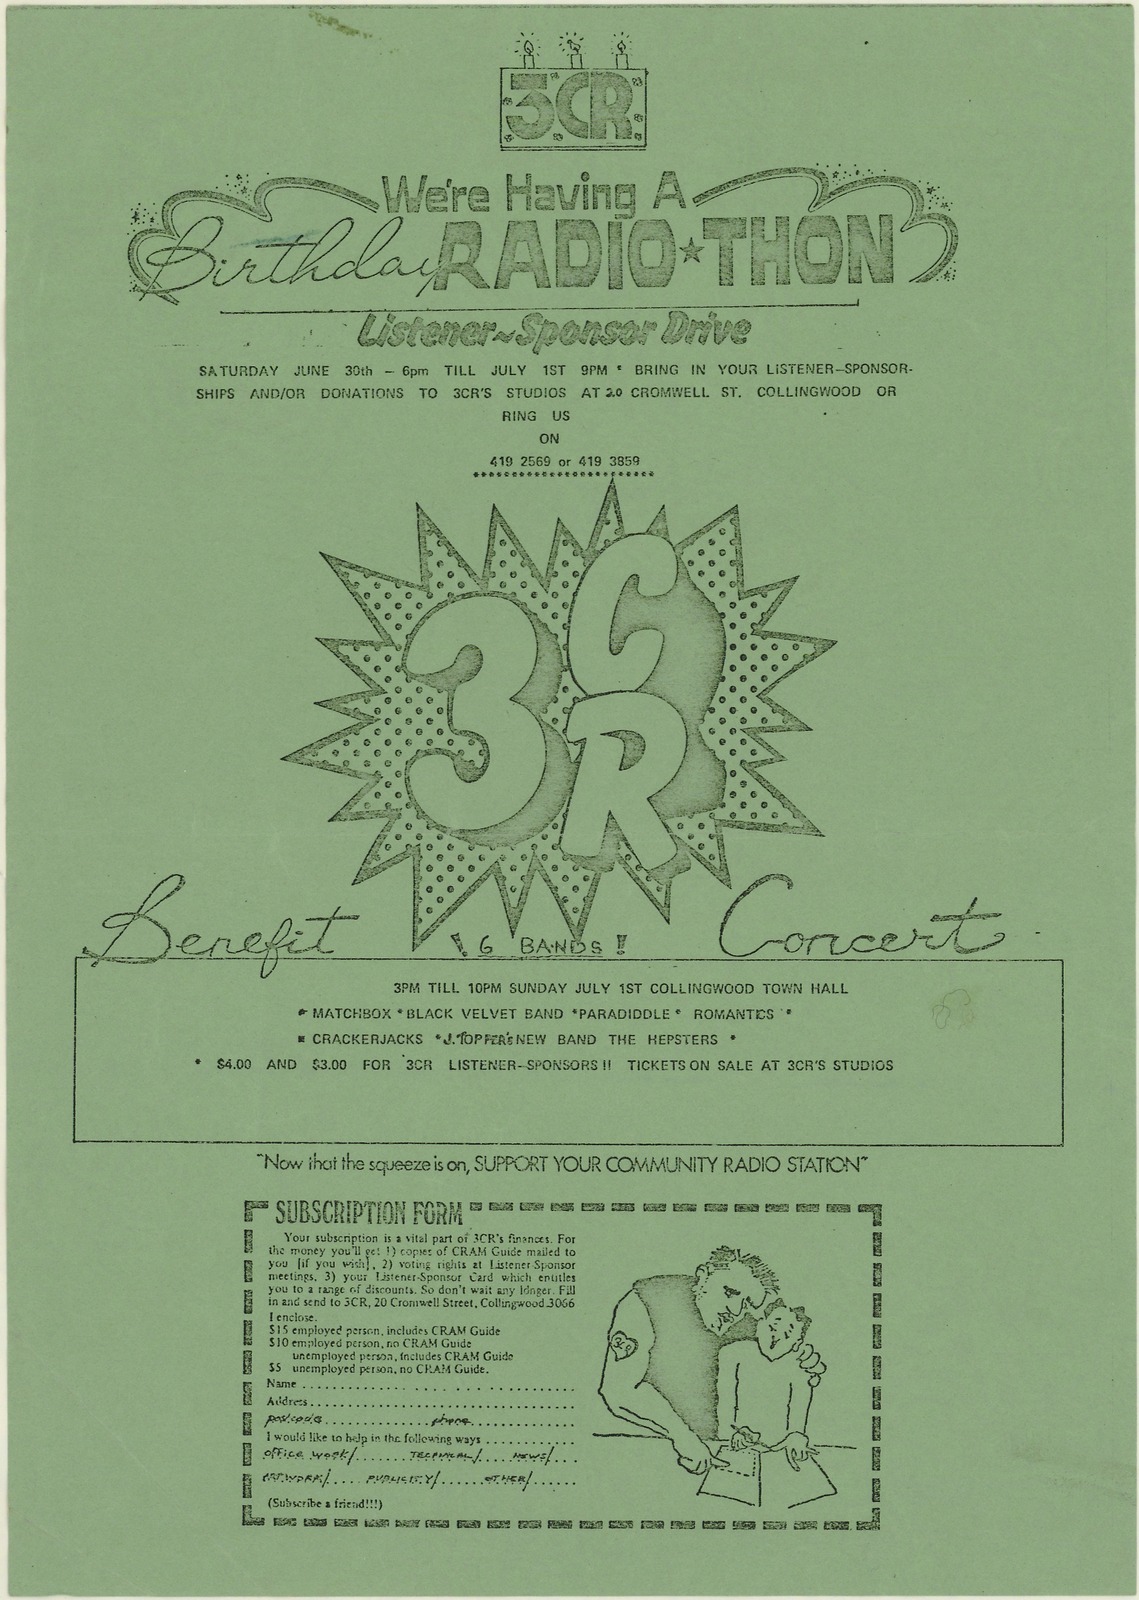 3CR
We're Having A
Birthday RADIO★THON
Listener~Sponsor Drive
SATURDAY JUNE 30th – 6pm TILL JULY 1ST 9PM * BRING IN YOUR LISTENER–SPONSOR-
SHIPS AND/OR DONATIONS TO 3CR'S STUDIOS AT 20 CROMWELL ST. COLLINGWOOD OR
RING US
ON
419 2569 or 419 3859
3CR
Benefit ! 6 BANDS ! Concert
3PM TILL 10PM SUNDAY JULY 1ST COLLINGWOOD TOWN HALL
* MATCHBOX * BLACK VELVET BAND *PARADIDDLE * ROMANTICS *
* CRACKERJACKS *J.TOPPER'S NEW BAND THE HEPSTERS *
* $4.00 AND $3.00 FOR 3CR LISTENER–SPONSORS !! TICKETS ON SALE AT 3CR'S STUDIOS
"Now that the squeeze is on, SUPPORT YOUR COMMUNITY RADIO STATION"
SUBSCRIPTION FORM
Your subscription is a vital part of 3CR's finances. For
the money you'll get 1) copies of CRAM Guide mailed to
you [if you wish], 2) voting rights at Listener-Sponsor
meetings, 3) your Listener-Sponsor Card which entitles
you to a range of discounts. So don't wait any longer. Fill
in and send to 3CR, 20 Cromwell Street, Collingwood 3066
I enclose.
$15 employed person, includes CRAM Guide
$10 employed person, no CRAM Guide
unemployed person, includes CRAM Guide
$5 unemployed person, no CRAM Guide.
Name ..........
Address ..........
postcode .......... phone ..........
I would like to help in the following ways ..........
OFFICE WORK/ ....... TECHNICAL/ ..... NEWS/ ...
ARTWORK/ .... PUBLICITY/ ...... OTHER/ ......
(Subscribe a friend!!!)
3CR